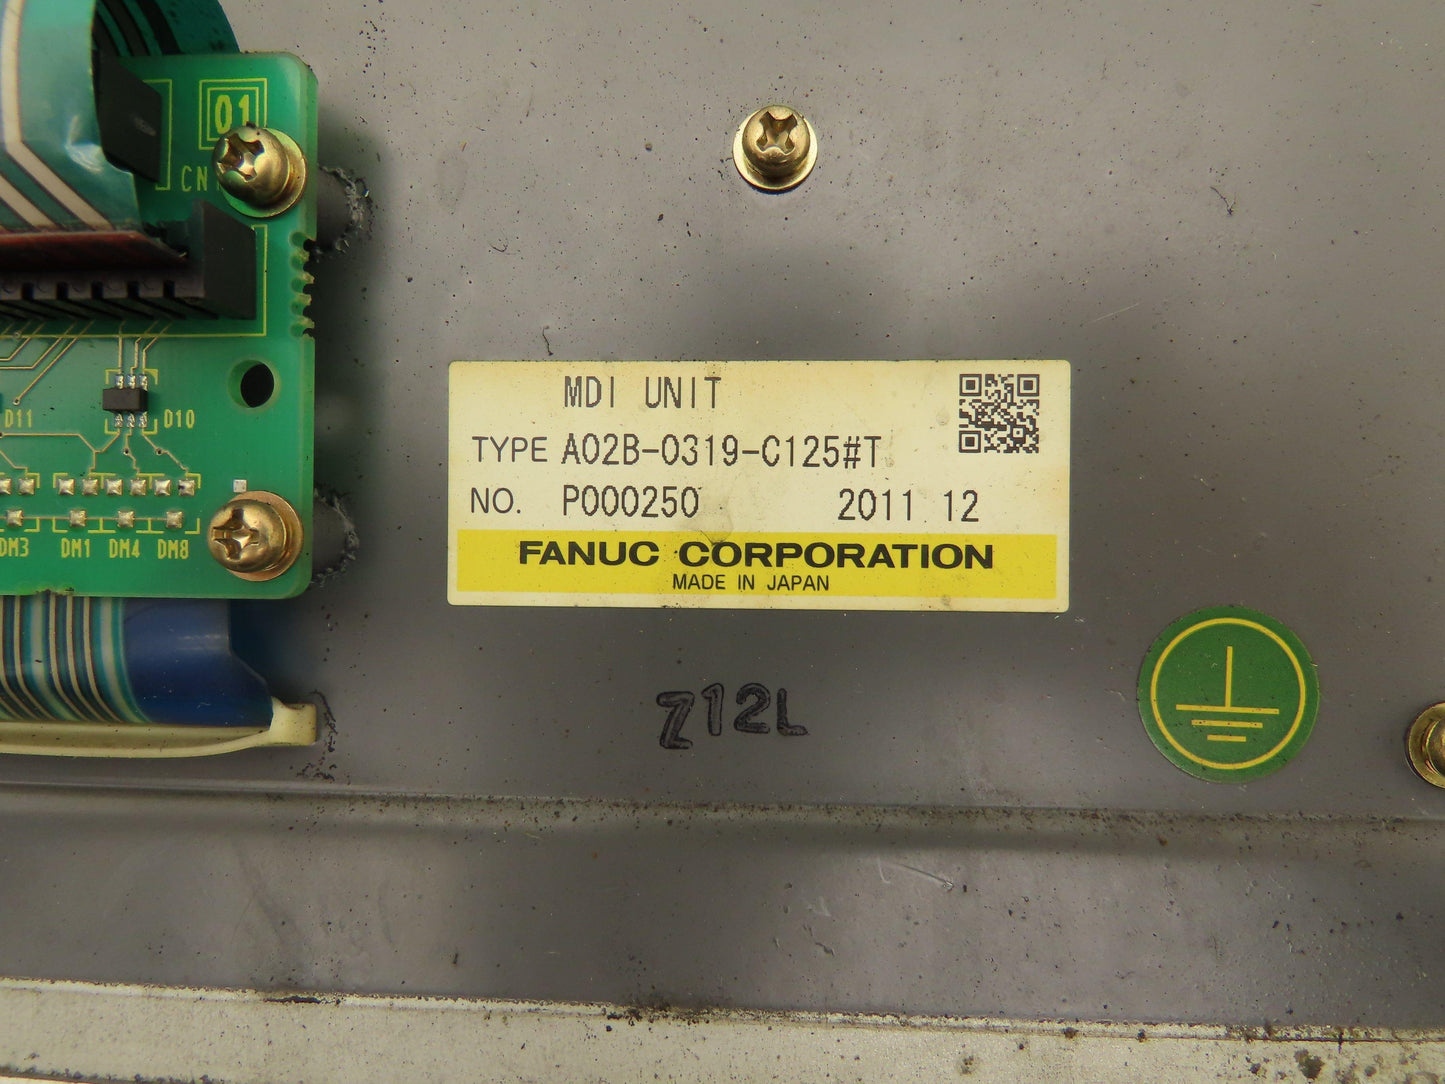 01
CN1
D11
D10
DM3 DM1 DM4 DM8
MDI UNIT
TYPE A02B-0319-C125#T
NO. P000250 2011 12
FANUC CORPORATION
MADE IN JAPAN
Z12L